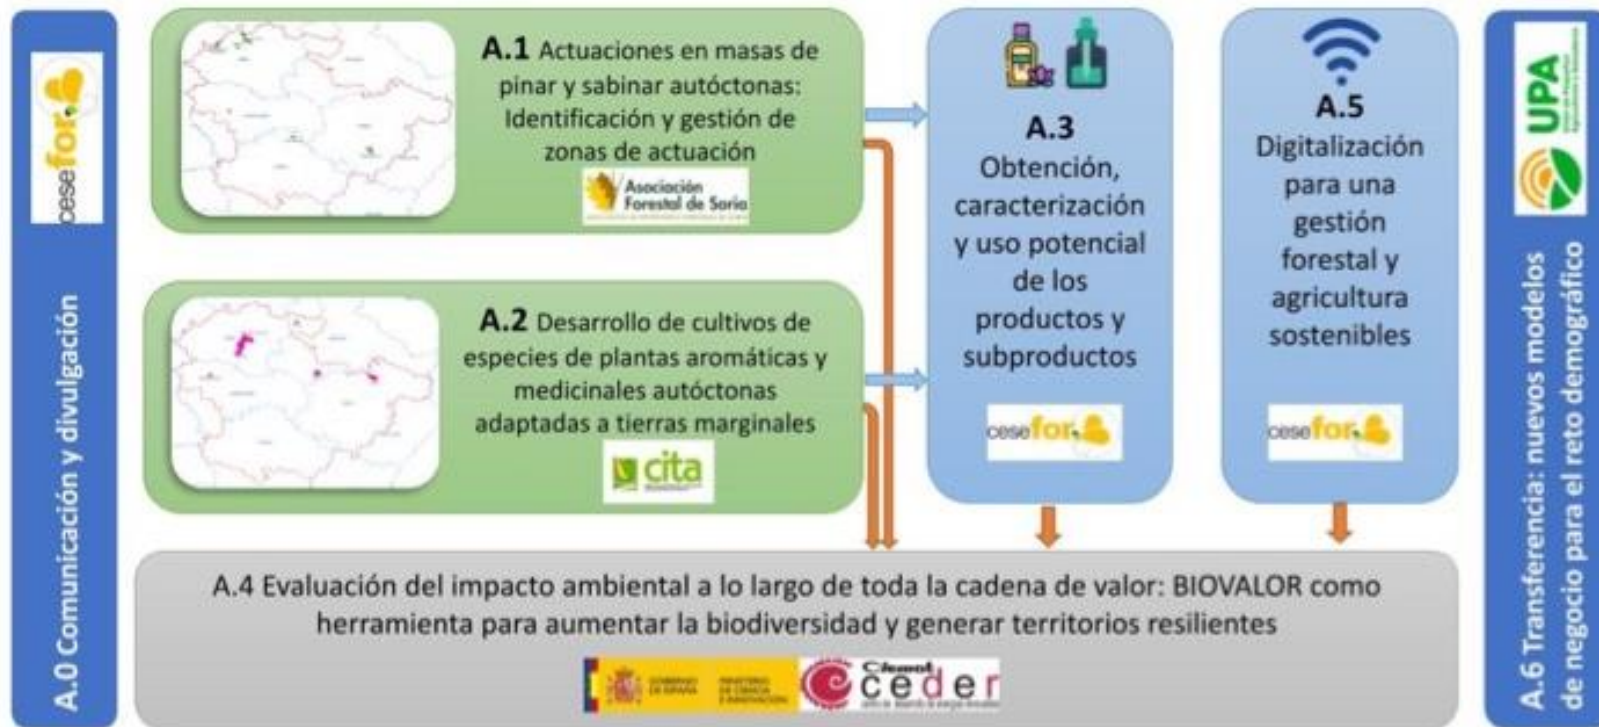 cesefor
A.0 Comunicación y divulgación
A.1 Actuaciones en masas de
pinar y sabinar autóctonas:
Identificación y gestión de
zonas de actuación
Asociación
Forestal de Soria
A.2 Desarrollo de cultivos de
especies de plantas aromáticas y
medicinales autóctonas
adaptadas a tierras marginales
cita
A.3
Obtención,
caracterización
y uso potencial
de los
productos y
subproductos
cesefor
A.5
Digitalización
para una
gestión
forestal y
agricultura
sostenibles
cesefor
A.4 Evaluación del impacto ambiental a lo largo de toda la cadena de valor: BIOVALOR como
herramienta para aumentar la biodiversidad y generar territorios resilientes
GOBIERNO
DE ESPAÑA
MINISTERIO
DE CIENCIA
E INNOVACIÓN
Ciemat
ceder
UPA
A.6 Transferencia: nuevos modelos
de negocio para el reto demográfico